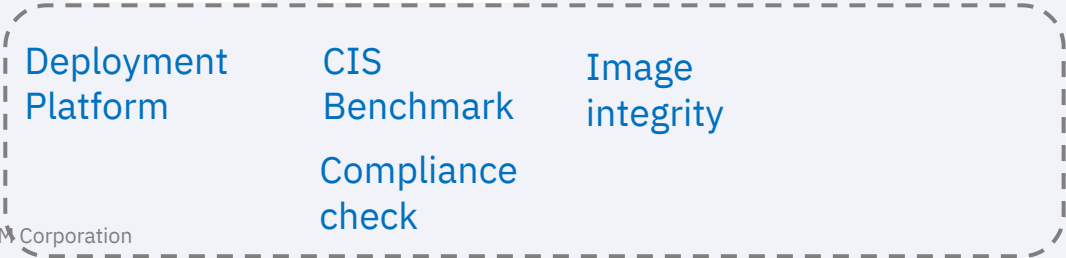 Deployment
Platform
CIS
Benchmark
Image
integrity
Compliance
check
M Corporation